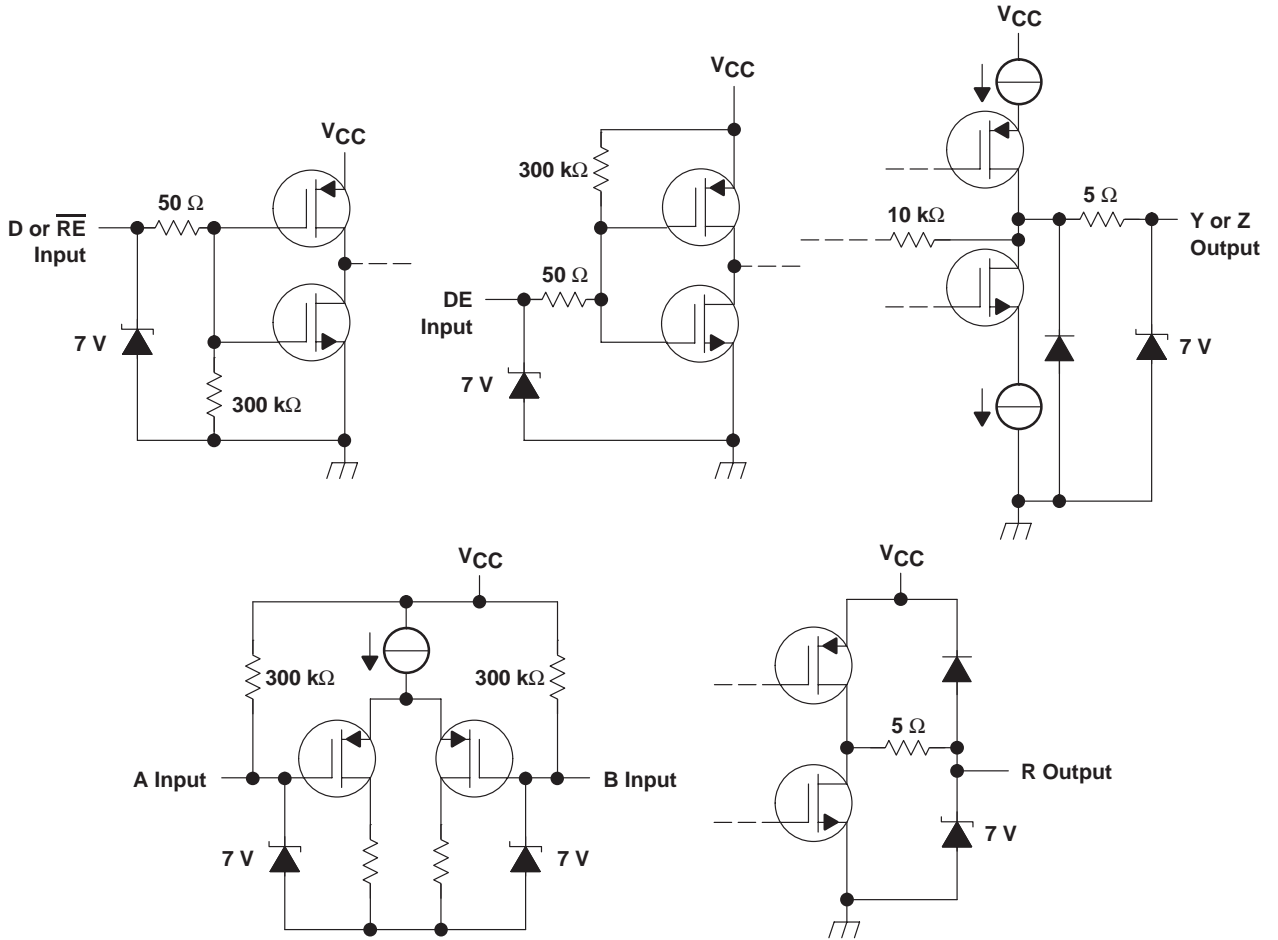 VCC
D or R̅E̅
Input
50 Ω
7 V
300 kΩ
VCC
300 kΩ
50 Ω
DE
Input
7 V
VCC
10 kΩ
5 Ω
Y or Z
Output
7 V
VCC
300 kΩ
300 kΩ
A Input
B Input
7 V
7 V
VCC
5 Ω
R Output
7 V